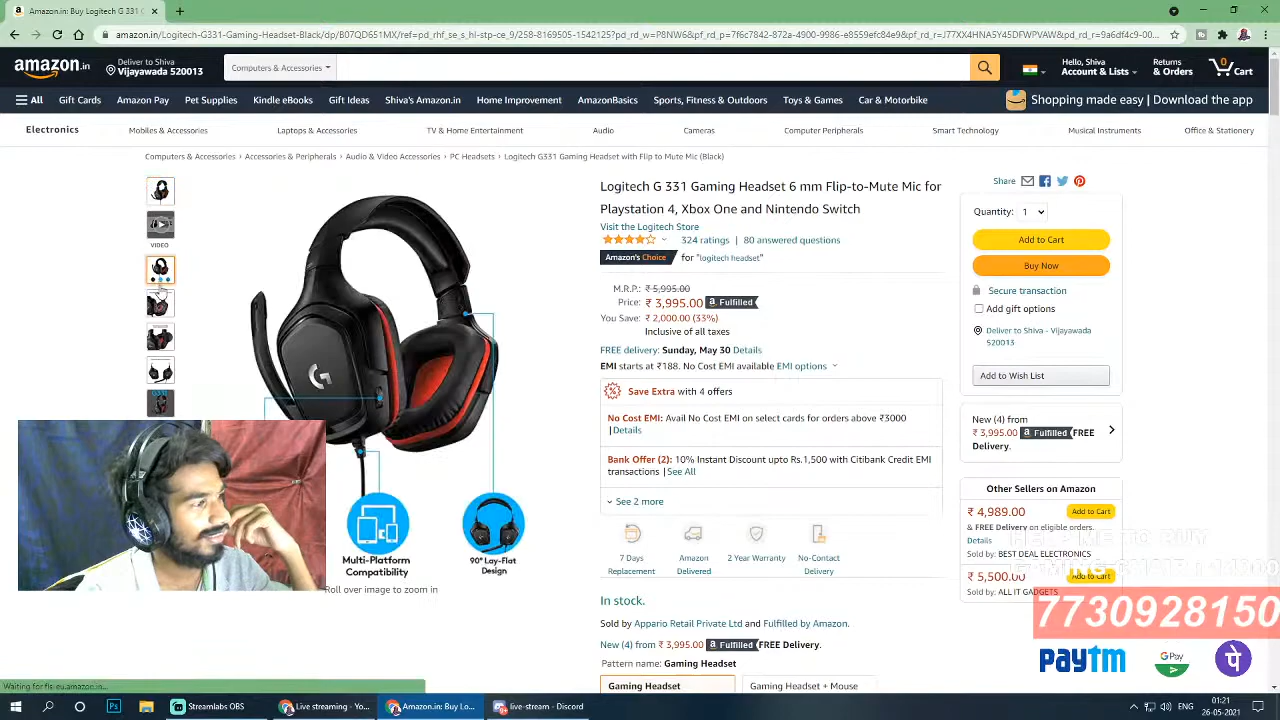 Amazon.in: Buy Logitech G 331 G
amazon.in/Logitech-G331-Gaming-Headset-Black/dp/B07QD651MX/ref=pd_rhf_se_s_hi_stp-ce_9/258-8169505-1542125?pd_rd_w=P8NW6&pf_rd_p=7f6c7842-872a-4900-9986-e8559efc84e9&pf_rd_r=J77XX4HNA5Y45DFWPVAW&pd_rd_r=9a6df4c9-00...
amazon.in
Deliver to Shiva
Vijayawada 520013
Computers & Accessories
Hello, Shiva
Account & Lists
Returns
& Orders
0
Cart
All
Gift Cards
Amazon Pay
Pet Supplies
Kindle eBooks
Gift Ideas
Shiva's Amazon.in
Home Improvement
AmazonBasics
Sports, Fitness & Outdoors
Toys & Games
Car & Motorbike
Shopping made easy | Download the app
Electronics
Mobiles & Accessories
Laptops & Accessories
TV & Home Entertainment
Audio
Cameras
Computer Peripherals
Smart Technology
Musical Instruments
Office & Stationery
Computers & Accessories › Accessories & Peripherals › Audio & Video Accessories › PC Headsets › Logitech G331 Gaming Headset with Flip to Mute Mic (Black)
VIDEO
G331
G
Multi-Platform
Compatibility
90° Lay-Flat
Design
Roll over image to zoom in
Logitech G 331 Gaming Headset 6 mm Flip-to-Mute Mic for
Playstation 4, Xbox One and Nintendo Switch
Visit the Logitech Store
324 ratings | 80 answered questions
Amazon's Choice for "logitech headset"
M.R.P.: ₹ 5,995.00
Price: ₹ 3,995.00 a Fulfilled
You Save: ₹ 2,000.00 (33%)
Inclusive of all taxes
FREE delivery: Sunday, May 30 Details
EMI starts at ₹188. No Cost EMI available EMI options
Save Extra with 4 offers
No Cost EMI: Avail No Cost EMI on select cards for orders above ₹3000
|Details
Bank Offer (2): 10% Instant Discount upto Rs.1,500 with Citibank Credit EMI
transactions |See All
See 2 more
7 Days
Replacement
Amazon
Delivered
2 Year Warranty
No-Contact
Delivery
In stock.
Sold by Appario Retail Private Ltd and Fulfilled by Amazon.
New (4) from ₹ 3,995.00 a Fulfilled FREE Delivery.
Pattern name: Gaming Headset
Gaming Headset
Gaming Headset + Mouse
Share
Quantity: 1
Add to Cart
Buy Now
Secure transaction
Add gift options
Deliver to Shiva - Vijayawada
520013
Add to Wish List
New (4) from
₹ 3,995.00 a Fulfilled FREE
Delivery.
Other Sellers on Amazon
₹ 4,989.00
Add to Cart
& FREE Delivery on eligible orders.
Details
Sold by: BEST DEAL ELECTRONICS
₹ 5,500.00
Add to Cart
Sold by: ALL IT GADGETS
HELP ME TO BUY
7730928150
paytm
G Pay
Waiting for fls-eu.amazon.in...
Ps
Streamlabs OBS
Live streaming - Yo...
Amazon.in: Buy Lo...
live-stream - Discord
ENG
01:21
26-05-2021